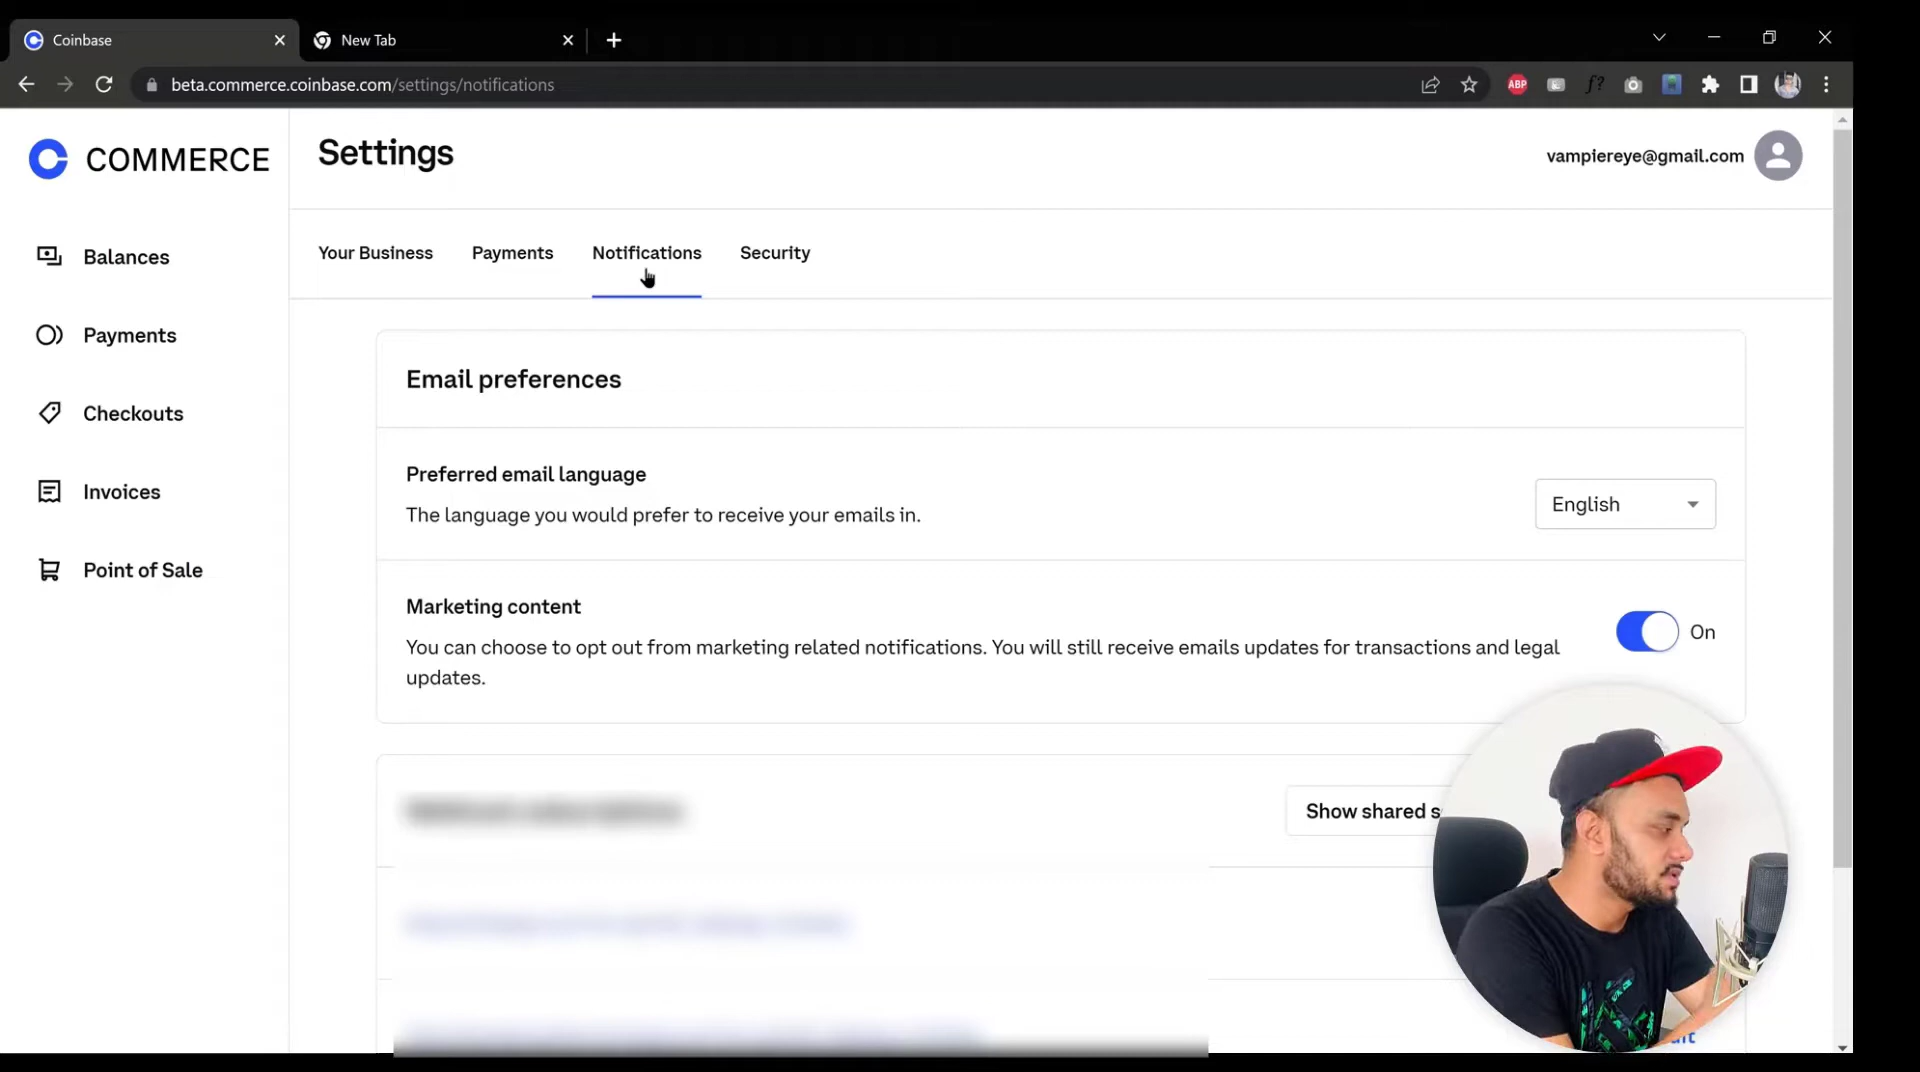 Coinbase
New Tab
beta.commerce.coinbase.com/settings/notifications
ABP
f?
COMMERCE
Settings
vampiereye@gmail.com
Balances
Payments
Checkouts
Invoices
Point of Sale
Your Business
Payments
Notifications
Security
Email preferences
Preferred email language
The language you would prefer to receive your emails in.
English
Marketing content
You can choose to opt out from marketing related notifications. You will still receive emails updates for transactions and legal
updates.
On
Show shared s